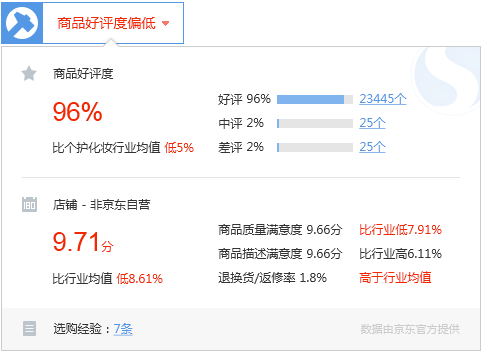 商品好评度偏低
商品好评度
96%
比个护化妆行业均值 低5%
好评 96% 23445个
中评 2% 25个
差评 2% 25个
180
店铺 - 非京东自营
9.71分
比行业均值 低8.61%
商品质量满意度 9.66分 比行业低7.91%
商品描述满意度 9.66分 比行业高6.11%
退换货/返修率 1.8% 高于行业均值
选购经验：7条
数据由京东官方提供